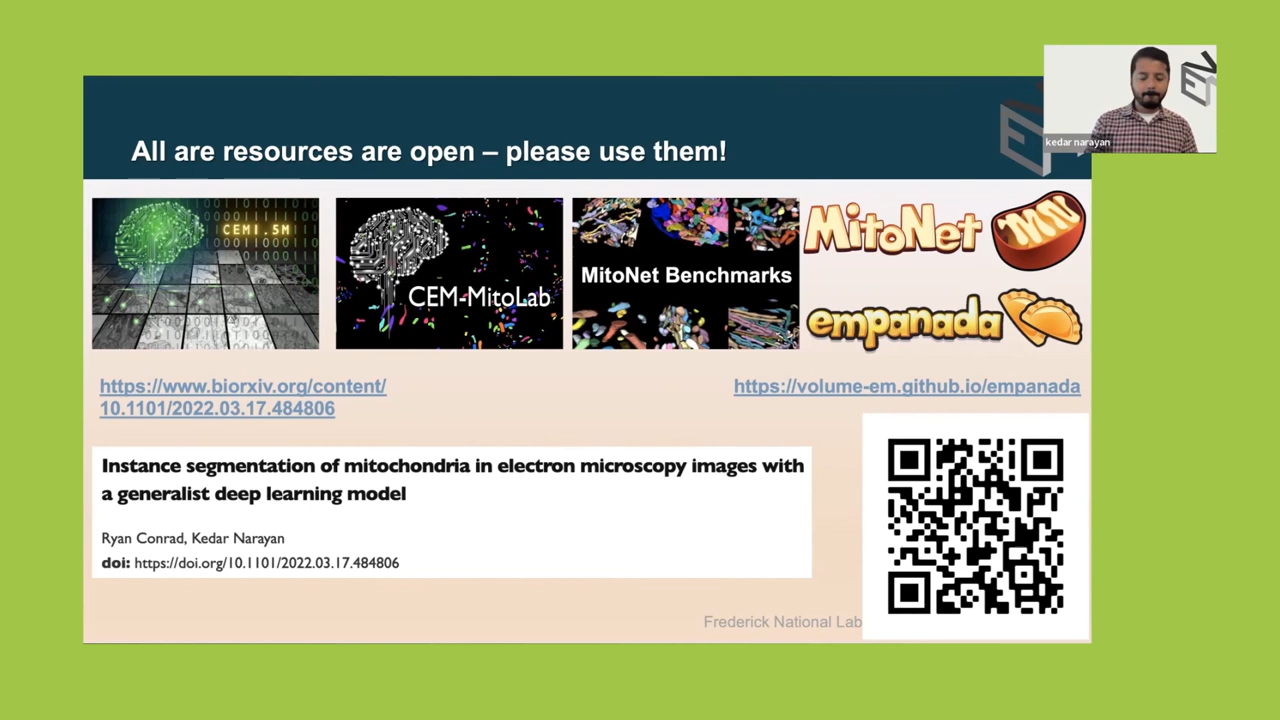 All are resources are open – please use them!
kedar narayan
CEM1.5M
CEM-MitoLab
MitoNet Benchmarks
MitoNet
empanada
https://www.biorxiv.org/content/
10.1101/2022.03.17.484806
https://volume-em.github.io/empanada
Instance segmentation of mitochondria in electron microscopy images with
a generalist deep learning model
Ryan Conrad, Kedar Narayan
doi: https://doi.org/10.1101/2022.03.17.484806
Frederick National Lab